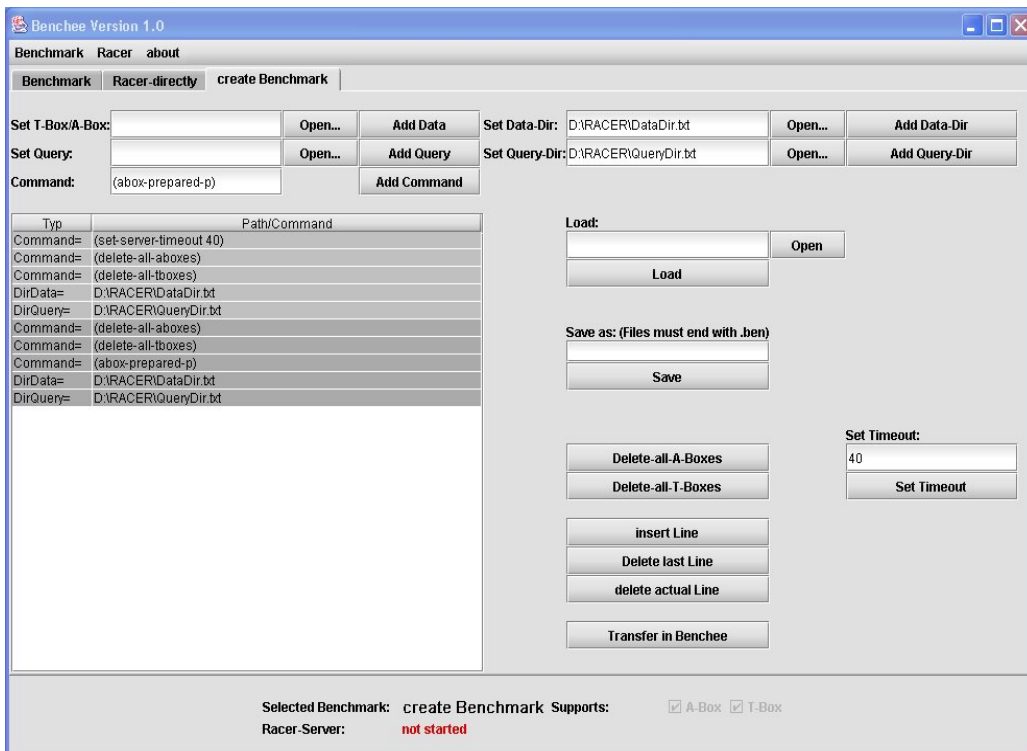 Benchee Version 1.0
Benchmark Racer about
Benchmark Racer-directly create Benchmark
Set T-Box/A-Box: Open... Add Data Set Data-Dir: D:\RACER\DataDir.txt Open... Add Data-Dir
Set Query: Open... Add Query Set Query-Dir: D:\RACER\QueryDir.txt Open... Add Query-Dir
Command: (abox-prepared-p) Add Command
Typ Path/Command
Command= (set-server-timeout 40)
Command= (delete-all-aboxes)
Command= (delete-all-tboxes)
DirData= D:\RACER\DataDir.txt
DirQuery= D:\RACER\QueryDir.txt
Command= (delete-all-aboxes)
Command= (delete-all-tboxes)
Command= (abox-prepared-p)
DirData= D:\RACER\DataDir.txt
DirQuery= D:\RACER\QueryDir.txt
Load:
Open
Load
Save as: (Files must end with .ben)
Save
Set Timeout:
40
Set Timeout
Delete-all-A-Boxes
Delete-all-T-Boxes
insert Line
Delete last Line
delete actual Line
Transfer in Benchee
Selected Benchmark: create Benchmark Supports: A-Box T-Box
Racer-Server: not started